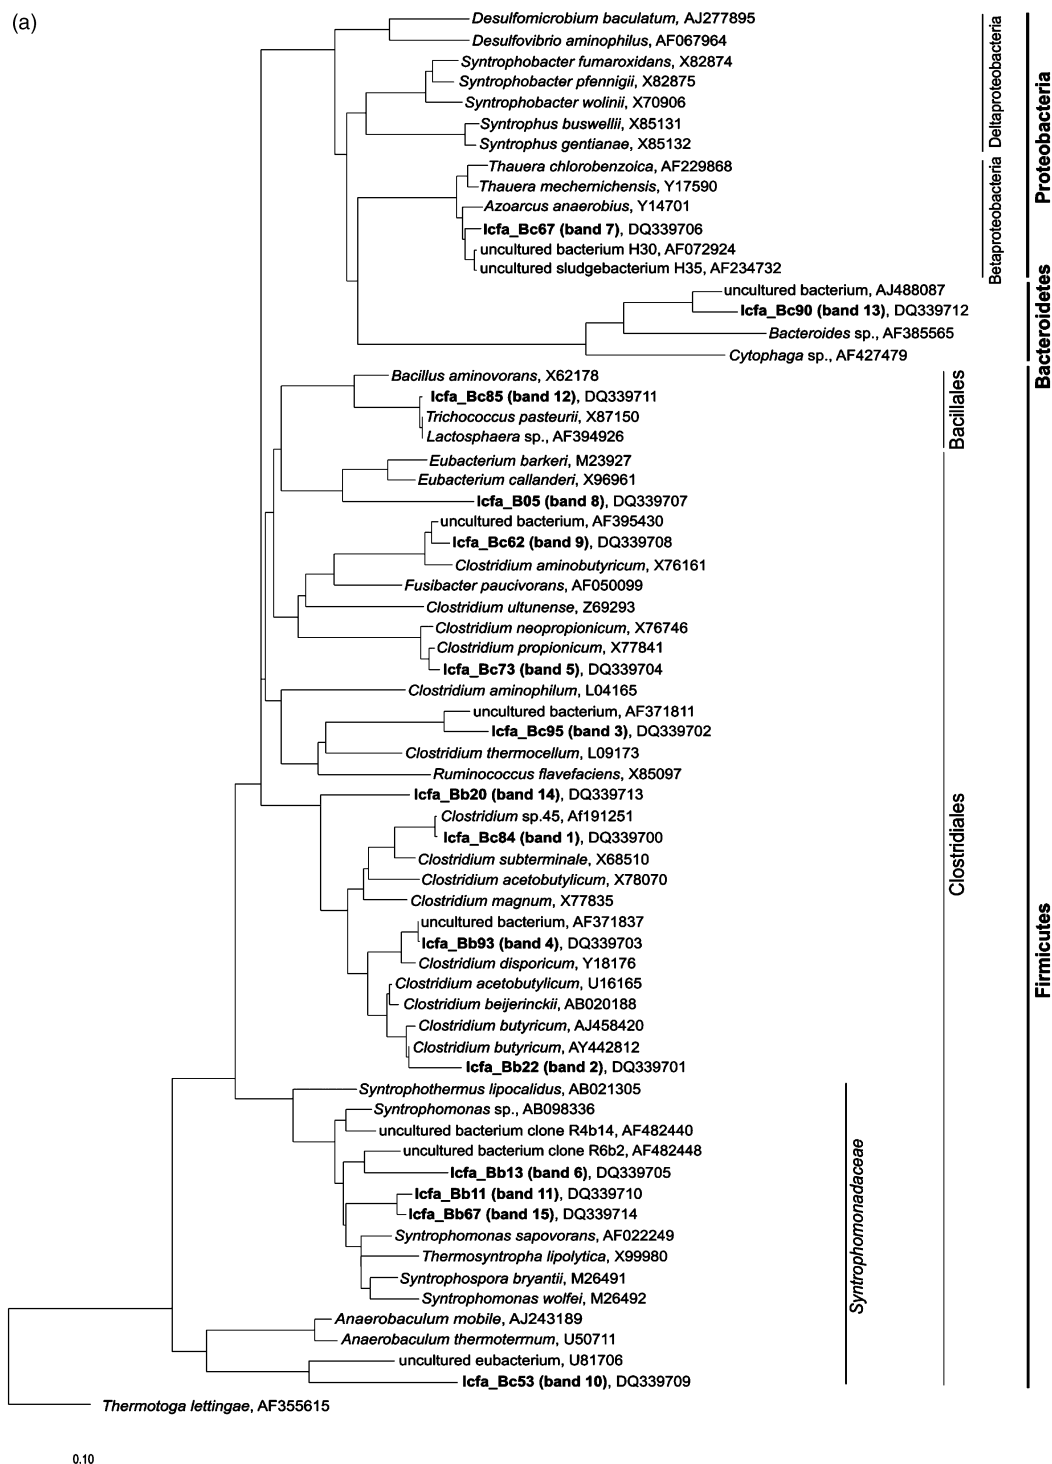 (a)
Desulfomicrobium baculatum, AJ277895
Desulfovibrio aminophilus, AF067964
Syntrophobacter fumaroxidans, X82874
Syntrophobacter pfennigii, X82875
Syntrophobacter wolinii, X70906
Syntrophus buswellii, X85131
Syntrophus gentianae, X85132
Thauera chlorobenzoica, AF229868
Thauera mechernichensis, Y17590
Azoarcus anaerobius, Y14701
lcfa_Bc67 (band 7), DQ339706
uncultured bacterium H30, AF072924
uncultured sludgebacterium H35, AF234732
uncultured bacterium, AJ488087
lcfa_Bc90 (band 13), DQ339712
Bacteroides sp., AF385565
Cytophaga sp., AF427479
Bacillus aminovorans, X62178
lcfa_Bc85 (band 12), DQ339711
Trichococcus pasteurii, X87150
Lactosphaera sp., AF394926
Eubacterium barkeri, M23927
Eubacterium callanderi, X96961
lcfa_B05 (band 8), DQ339707
uncultured bacterium, AF395430
lcfa_Bc62 (band 9), DQ339708
Clostridium aminobutyricum, X76161
Fusibacter paucivorans, AF050099
Clostridium ultunense, Z69293
Clostridium neopropionicum, X76746
Clostridium propionicum, X77841
lcfa_Bc73 (band 5), DQ339704
Clostridium aminophilum, L04165
uncultured bacterium, AF371811
lcfa_Bc95 (band 3), DQ339702
Clostridium thermocellum, L09173
Ruminococcus flavefaciens, X85097
lcfa_Bb20 (band 14), DQ339713
Clostridium sp.45, Af191251
lcfa_Bc84 (band 1), DQ339700
Clostridium subterminale, X68510
Clostridium acetobutylicum, X78070
Clostridium magnum, X77835
uncultured bacterium, AF371837
lcfa_Bb93 (band 4), DQ339703
Clostridium disporicum, Y18176
Clostridium acetobutylicum, U16165
Clostridium beijerinckii, AB020188
Clostridium butyricum, AJ458420
Clostridium butyricum, AY442812
lcfa_Bb22 (band 2), DQ339701
Syntrophothermus lipocalidus, AB021305
Syntrophomonas sp., AB098336
uncultured bacterium clone R4b14, AF482440
uncultured bacterium clone R6b2, AF482448
lcfa_Bb13 (band 6), DQ339705
lcfa_Bb11 (band 11), DQ339710
lcfa_Bb67 (band 15), DQ339714
Syntrophomonas sapovorans, AF022249
Thermosyntropha lipolytica, X99980
Syntrophospora bryantii, M26491
Syntrophomonas wolfei, M26492
Anaerobaculum mobile, AJ243189
Anaerobaculum thermoterrnum, U50711
uncultured eubacterium, U81706
lcfa_Bc53 (band 10), DQ339709
Thermotoga lettingae, AF355615
0.10
Deltaproteobacteria
Betaproteobacteria
Proteobacteria
Bacteroidetes
Bacillales
Clostridiales
Firmicutes
Syntrophomonadaceae